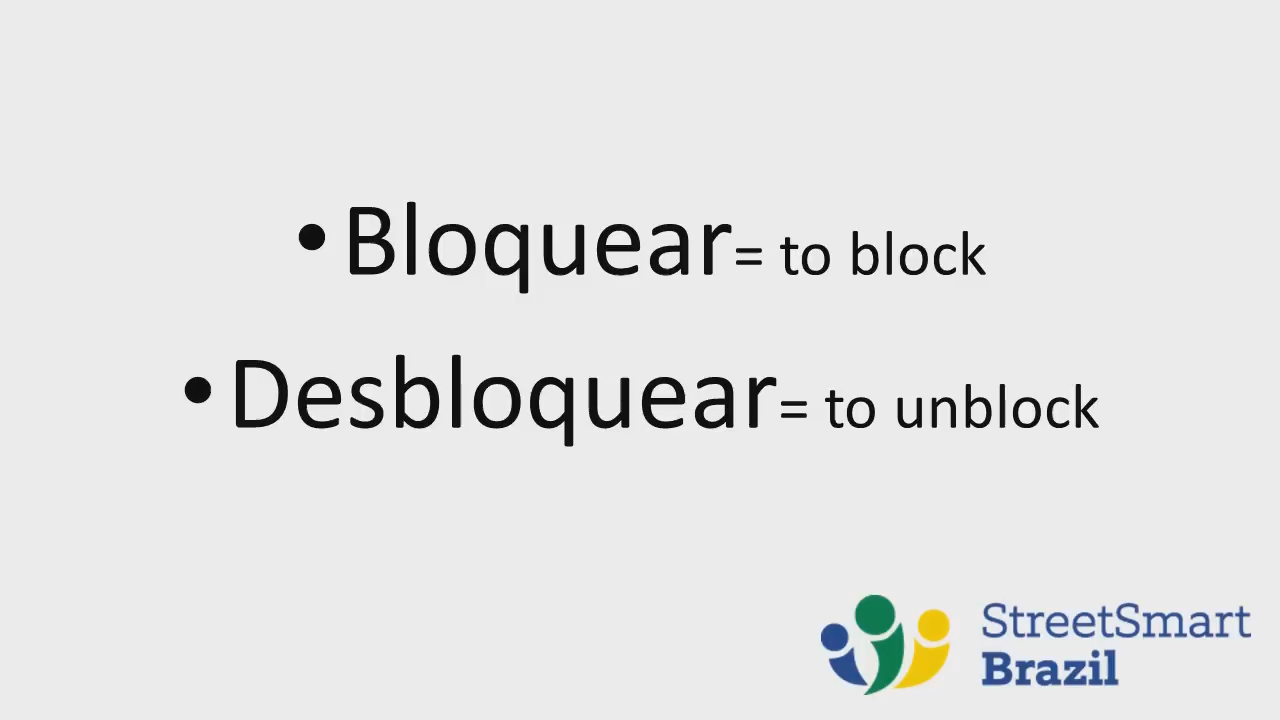 • Bloquear= to block
• Desbloquear= to unblock
StreetSmart
Brazil